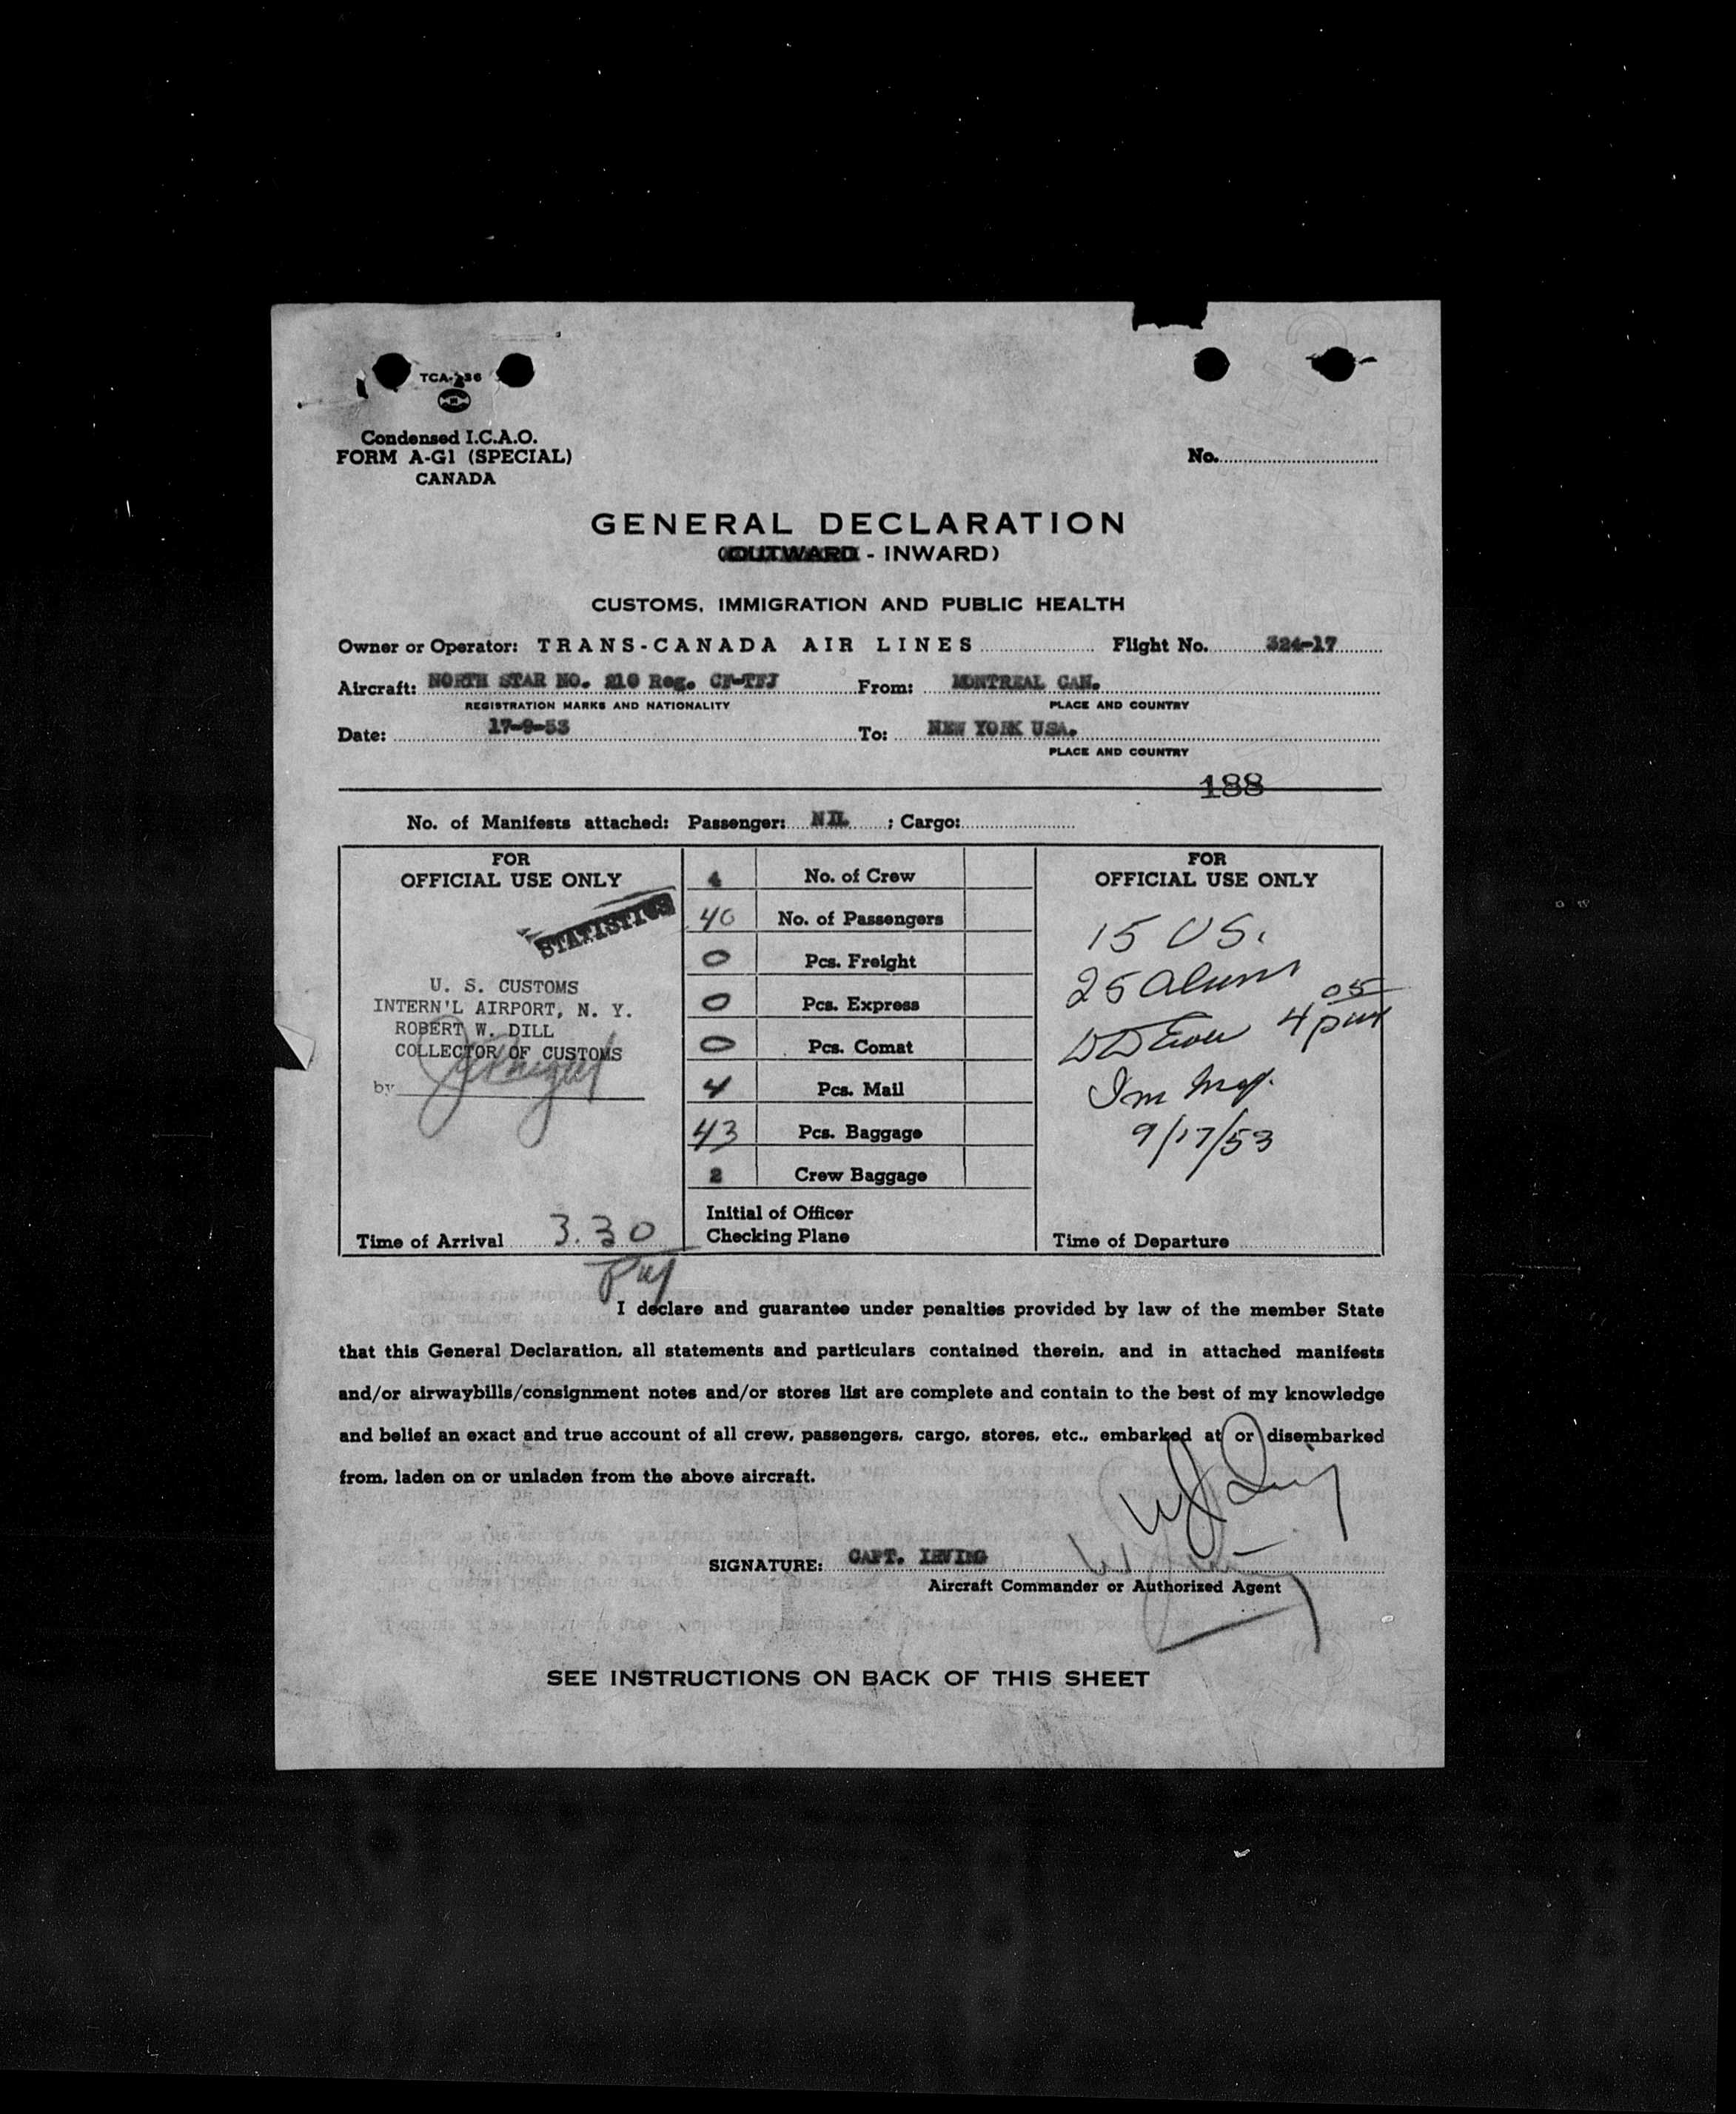 Condensed I.C.A.O.
FORM A-G1 (SPECIAL)
CANADA
No.
GENERAL DECLARATION
(OUTWARD - INWARD)
CUSTOMS, IMMIGRATION AND PUBLIC HEALTH
Owner or Operator: TRANS-CANADA AIR LINES Flight No. 324-17
Aircraft: NORTH STAR NO. 210 Reg. CF-TFJ From: MONTREAL CAN.
REGISTRATION MARKS AND NATIONALITY PLACE AND COUNTRY
Date: 17-9-53 To: NEW YORK USA.
PLACE AND COUNTRY
188
No. of Manifests attached: Passenger: NIL ; Cargo:
FOR
OFFICIAL USE ONLY
STATISTICS
U. S. CUSTOMS
INTERN'L AIRPORT, N. Y.
ROBERT W. DILL
COLLECTOR OF CUSTOMS
by
Time of Arrival 3.30
PM
4 No. of Crew
40 No. of Passengers
0 Pcs. Freight
0 Pcs. Express
0 Pcs. Comat
4 Pcs. Mail
43 Pcs. Baggage
2 Crew Baggage
Initial of Officer
Checking Plane
FOR
OFFICIAL USE ONLY
15 US.
25 Aliens
4 05 pm
9/17/53
Time of Departure
I declare and guarantee under penalties provided by law of the member State
that this General Declaration, all statements and particulars contained therein, and in attached manifests
and/or airwaybills/consignment notes and/or stores list are complete and contain to the best of my knowledge
and belief an exact and true account of all crew, passengers, cargo, stores, etc., embarked at or disembarked
from, laden on or unladen from the above aircraft.
SIGNATURE: CAPT. IRVING
Aircraft Commander or Authorized Agent
SEE INSTRUCTIONS ON BACK OF THIS SHEET